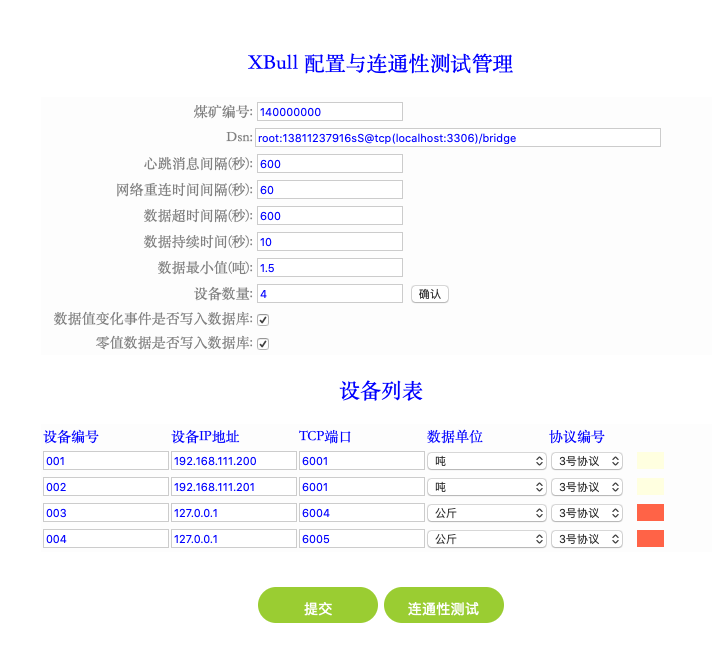 XBull 配置与连通性测试管理
煤矿编号: 140000000
Dsn: root:13811237916sS@tcp(localhost:3306)/bridge
心跳消息间隔(秒): 600
网络重连时间间隔(秒): 60
数据超时间隔(秒): 600
数据持续时间(秒): 10
数据最小值(吨): 1.5
设备数量: 4 确认
数据值变化事件是否写入数据库:
零值数据是否写入数据库:
设备列表
设备编号 设备IP地址 TCP端口 数据单位 协议编号
001 192.168.111.200 6001 吨 3号协议
002 192.168.111.201 6001 吨 3号协议
003 127.0.0.1 6004 公斤 3号协议
004 127.0.0.1 6005 公斤 3号协议
提交 连通性测试